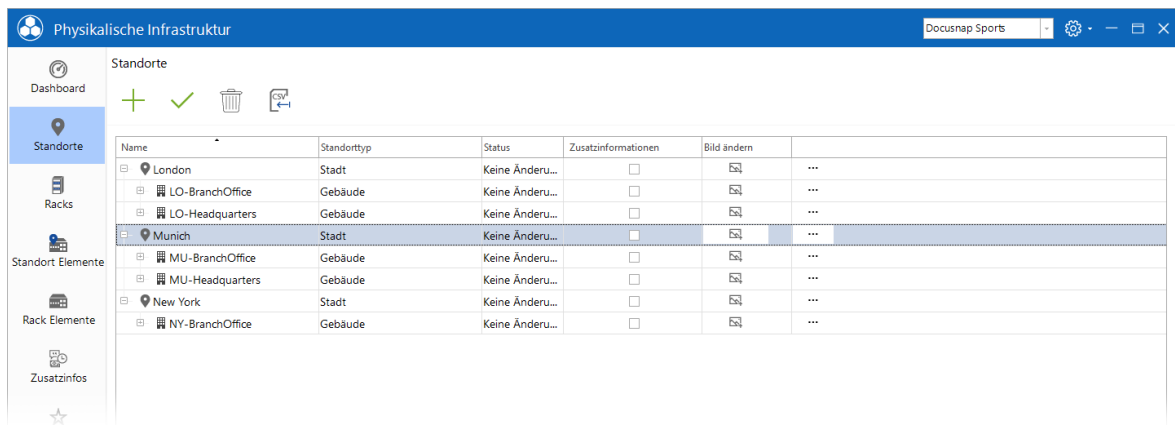 Physikalische Infrastruktur
Docusnap Sports
Dashboard
Standorte
Racks
Standort Elemente
Rack Elemente
Zusatzinfos
Standorte
CSV
Name Standorttyp Status Zusatzinformationen Bild ändern
London Stadt Keine Änderu... ...
LO-BranchOffice Gebäude Keine Änderu... ...
LO-Headquarters Gebäude Keine Änderu... ...
Munich Stadt Keine Änderu... ...
MU-BranchOffice Gebäude Keine Änderu... ...
MU-Headquarters Gebäude Keine Änderu... ...
New York Stadt Keine Änderu... ...
NY-BranchOffice Gebäude Keine Änderu... ...